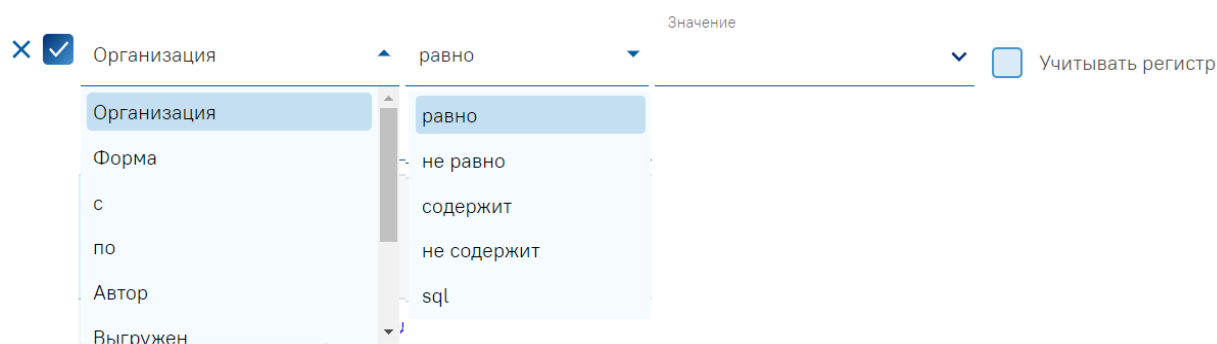 Значение
Организация равно Учитывать регистр
Организация равно
Форма не равно
с содержит
по не содержит
Автор sql
Выгружен